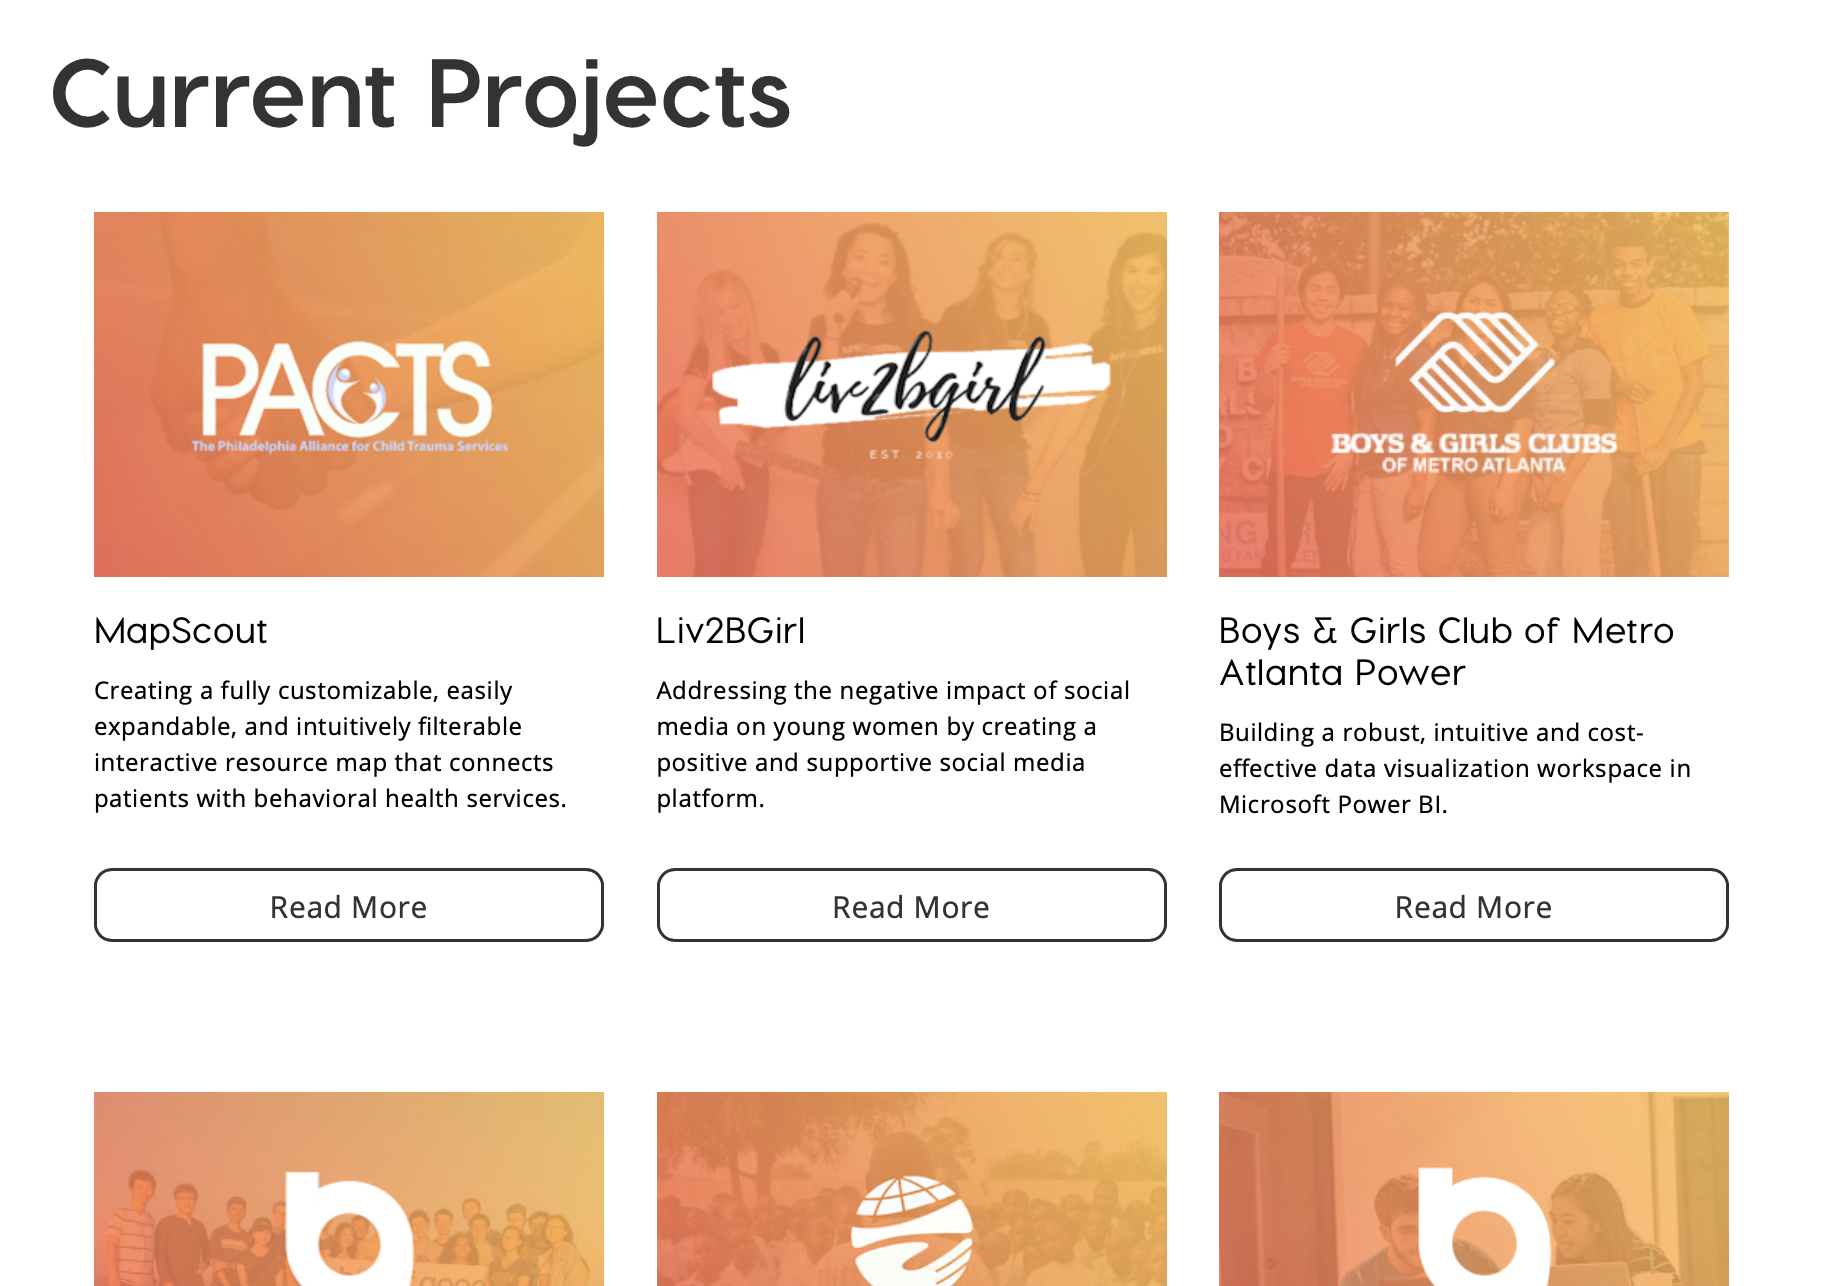 Current Projects
PACTS
The Philadelphia Alliance for Child Trauma Services
liv2bgirl
EST. 2010
BOYS & GIRLS CLUBS
OF METRO ATLANTA
MapScout
Creating a fully customizable, easily
expandable, and intuitively filterable
interactive resource map that connects
patients with behavioral health services.
Read More
Liv2BGirl
Addressing the negative impact of social
media on young women by creating a
positive and supportive social media
platform.
Read More
Boys & Girls Club of Metro
Atlanta Power
Building a robust, intuitive and cost-
effective data visualization workspace in
Microsoft Power BI.
Read More
b
b